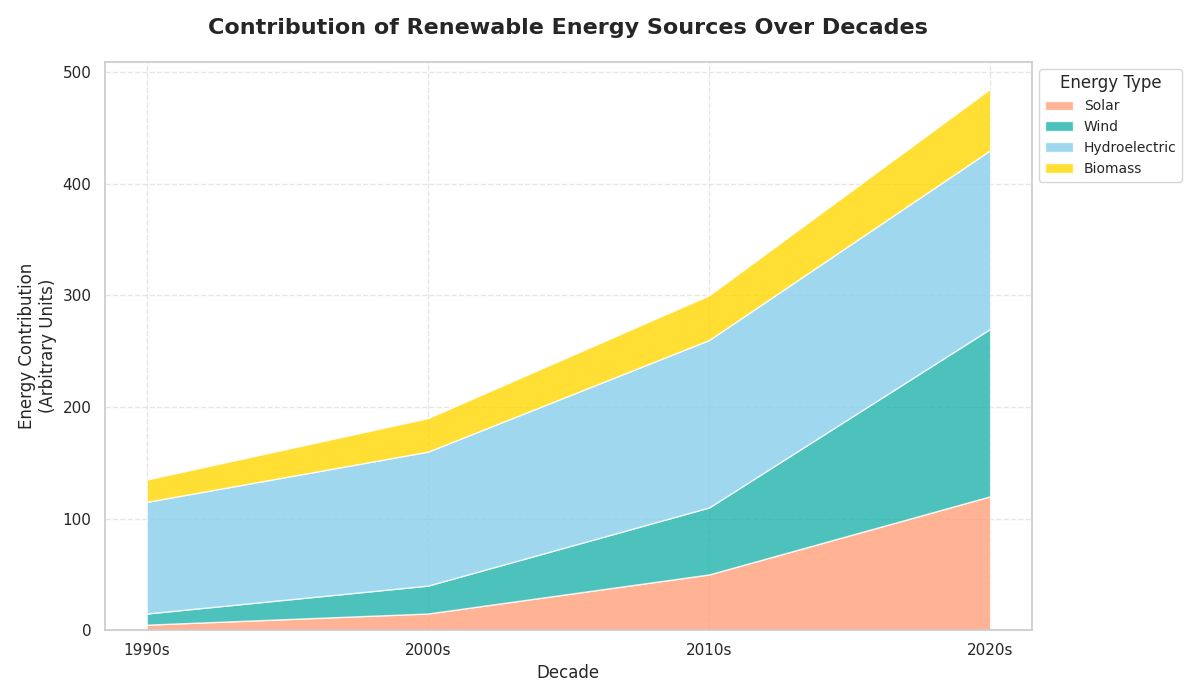 Contribution of Renewable Energy Sources Over Decades
Energy Contribution
(Arbitrary Units)
500
400
300
200
100
0
1990s
2000s
2010s
2020s
Decade
Energy Type
Solar
Wind
Hydroelectric
Biomass